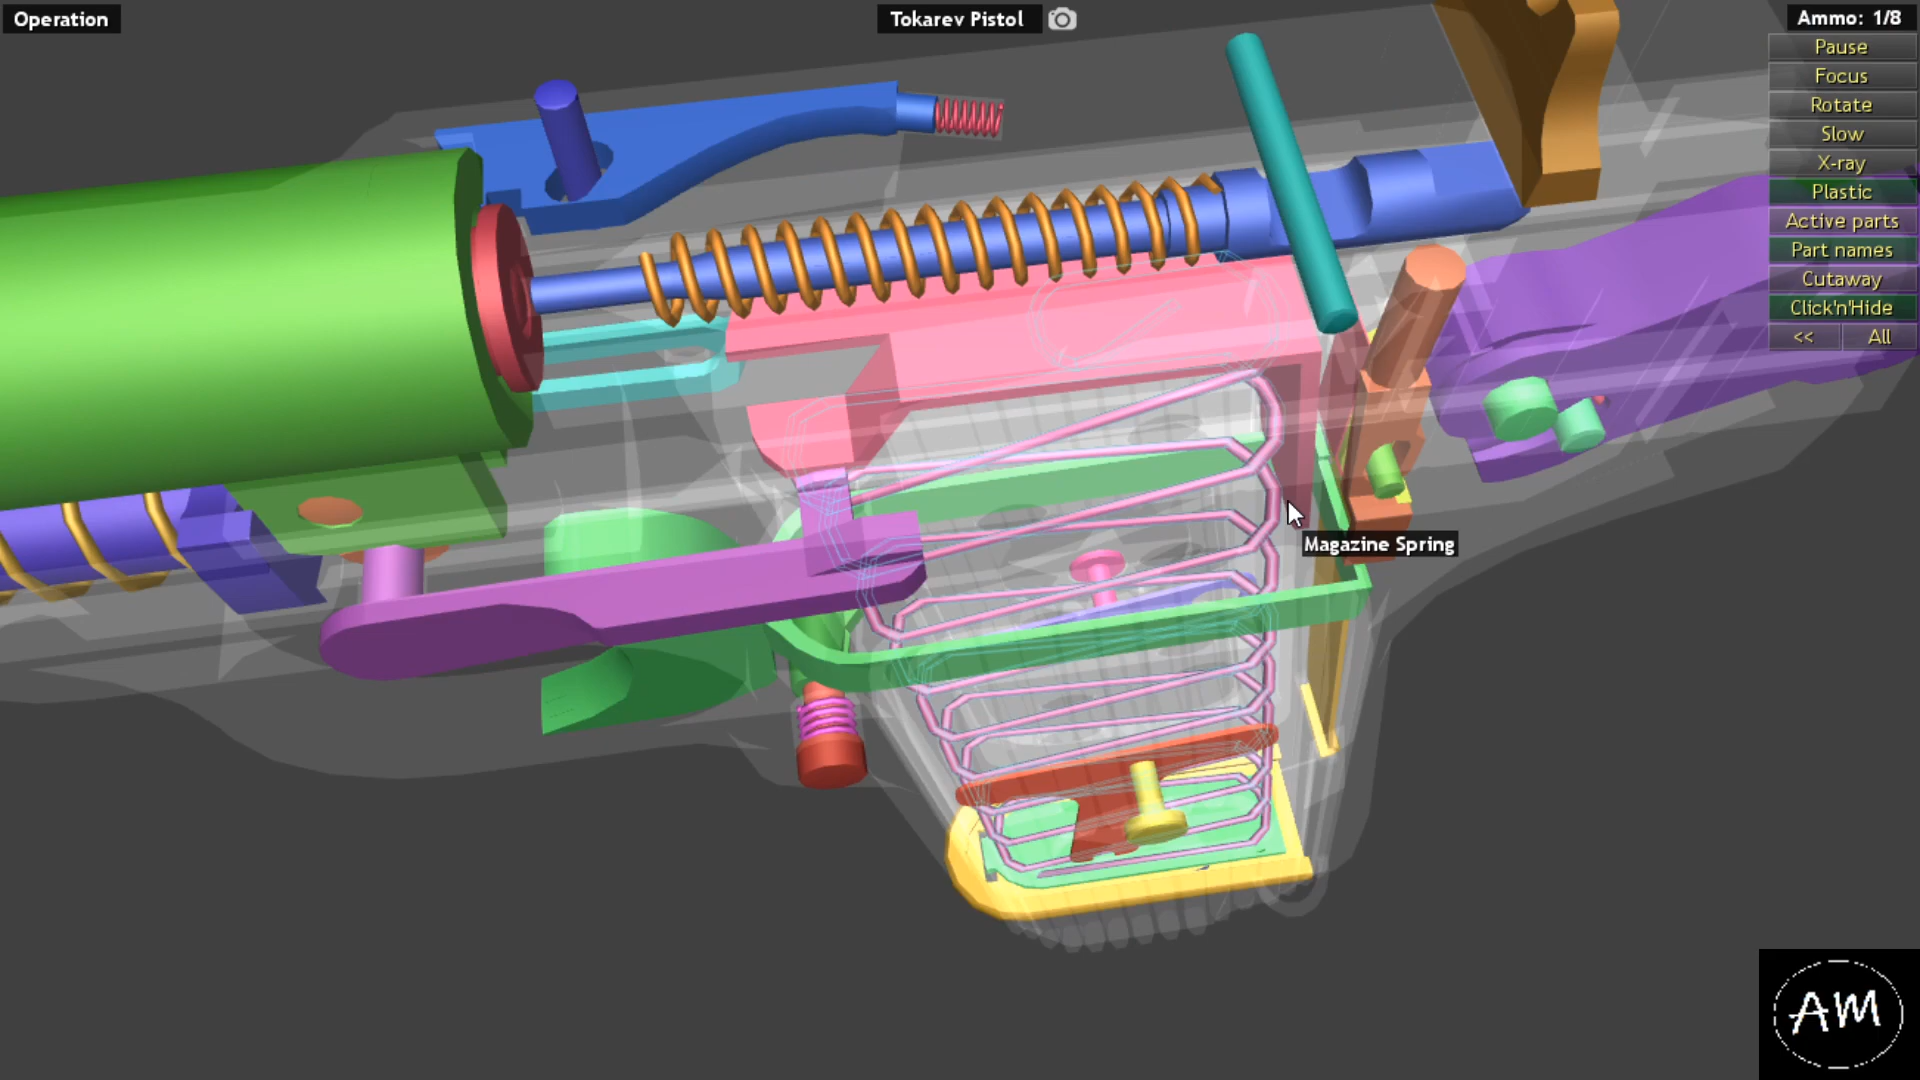 Operation
Tokarev Pistol
Ammo: 1/8
Pause
Focus
Rotate
Slow
X-ray
Plastic
Active parts
Part names
Cutaway
Click'n'Hide
<< All
Magazine Spring
AM